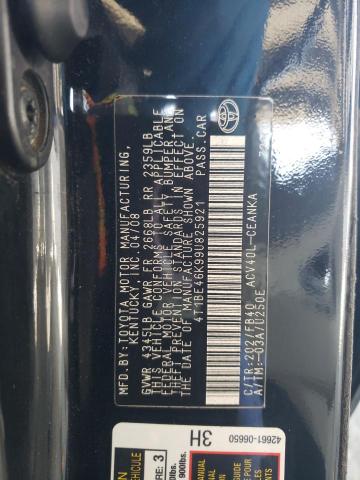 MFD.BY:TOYOTA MOTOR MANUFACTURING,
KENTUCKY, INC. 04/08
GVWR 4345LB GAWR FR 2668LB RR 2359LB
THIS VEHICLE CONFORMS TO ALL APPLICABLE
FEDERAL MOTOR VEHICLE SAFETY, BUMPER, AND
THEFT PREVENTION STANDARDS IN EFFECT ON
THE DATE OF MANUFACTURE SHOWN ABOVE.
4T1BE46K99U825921 PASS.CAR
C/TR:202/FB40 ACV40L-CEANKA
A/TM:-03A/U250E
42661-06650
3H